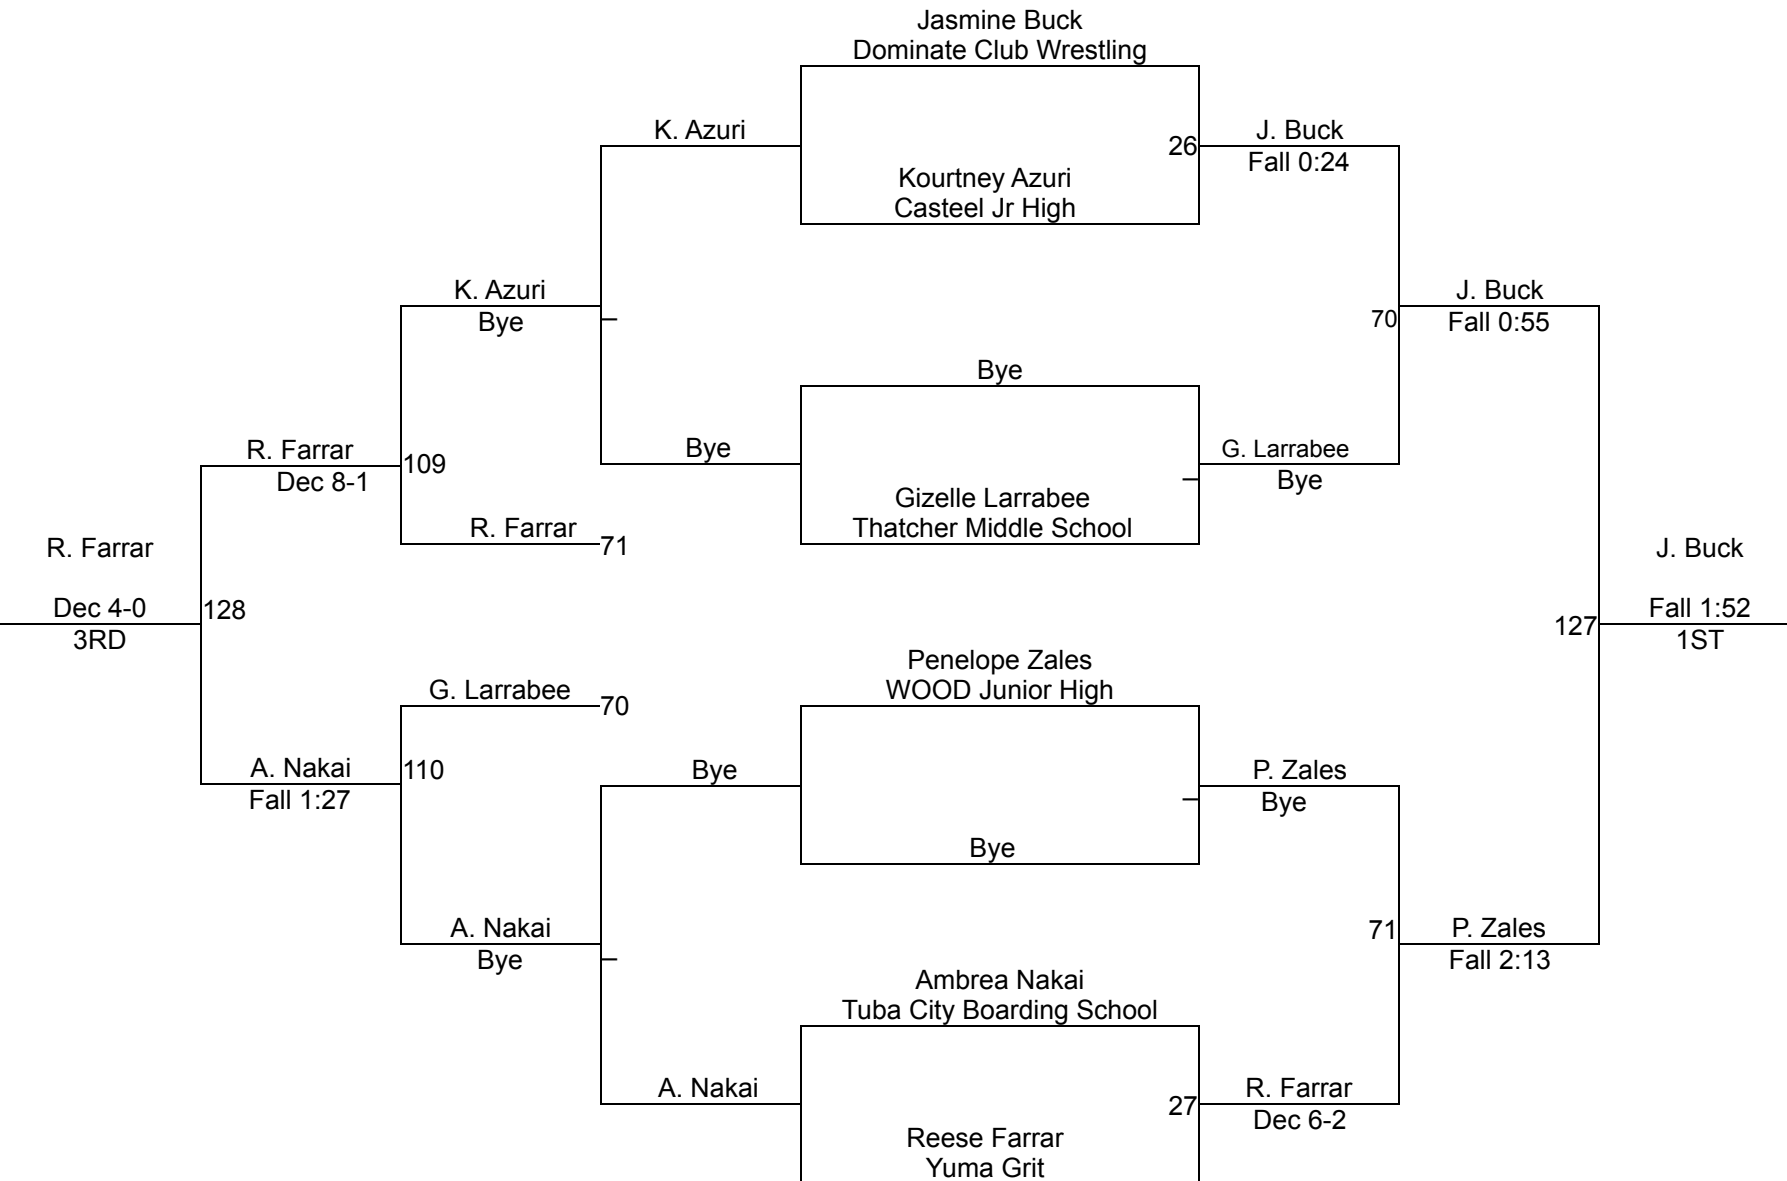 Jasmine Buck
Dominate Club Wrestling
K. Azuri
26
J. Buck
Fall 0:24
Kourtney Azuri
Casteel Jr High
K. Azuri
Bye
70
J. Buck
Fall 0:55
Bye
R. Farrar
Dec 8-1
109
Bye
G. Larrabee
Bye
Gizelle Larrabee
Thatcher Middle School
R. Farrar
71
R. Farrar
Dec 4-0
3RD
128
J. Buck
127
Fall 1:52
1ST
Penelope Zales
WOOD Junior High
G. Larrabee
70
A. Nakai
Fall 1:27
110
Bye
P. Zales
Bye
Bye
A. Nakai
Bye
71
P. Zales
Fall 2:13
Ambrea Nakai
Tuba City Boarding School
A. Nakai
27
R. Farrar
Dec 6-2
Reese Farrar
Yuma Grit